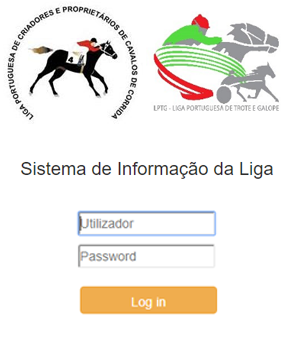 LIGA PORTUGUESA DE CRIADORES E PROPRIETÁRIOS DE CAVALOS DE CORRIDA
4
LPTG - LIGA PORTUGUESA DE TROTE E GALOPE
Sistema de Informação da Liga
Utilizador
Password
Log in